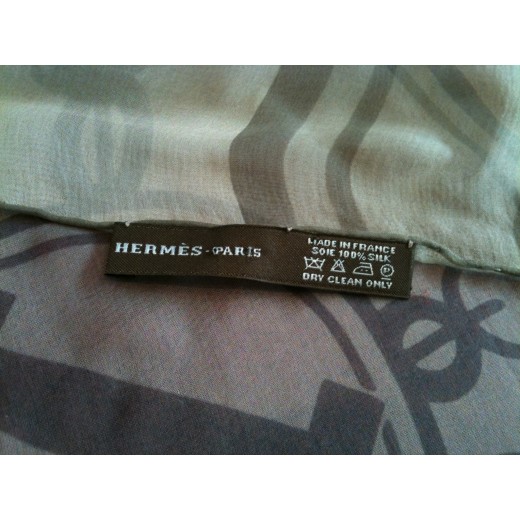 HERMÈS-PARIS
MADE IN FRANCE
SOIE 100% SILK
DRY CLEAN ONLY